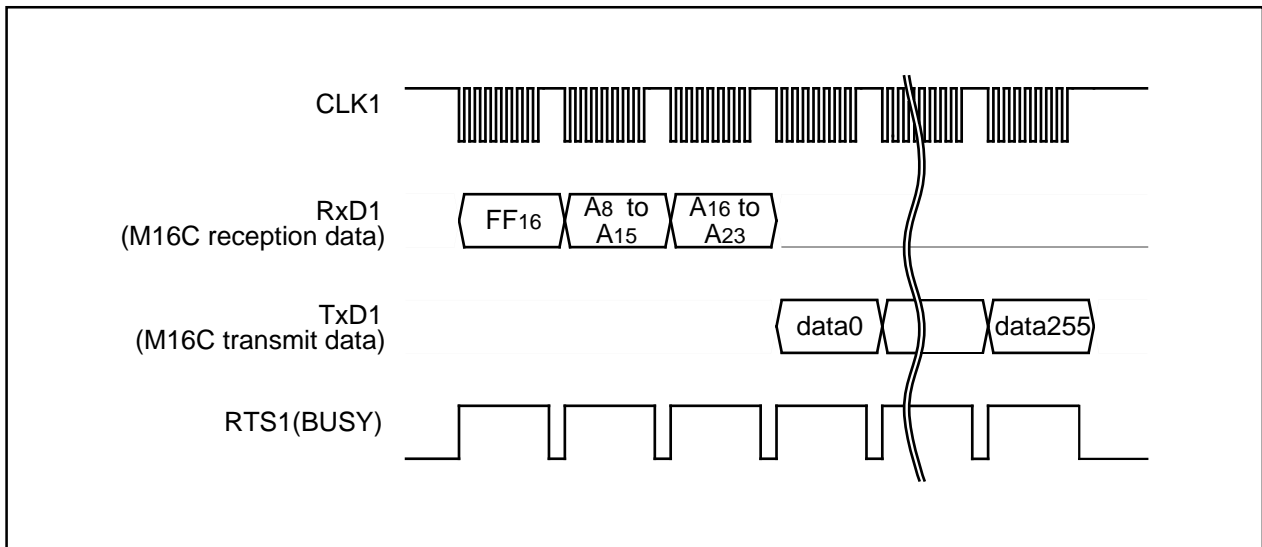 CLK1
RxD1
(M16C reception data)
FF16
A8 to
A15
A16 to
A23
TxD1
(M16C transmit data)
data0
data255
RTS1(BUSY)